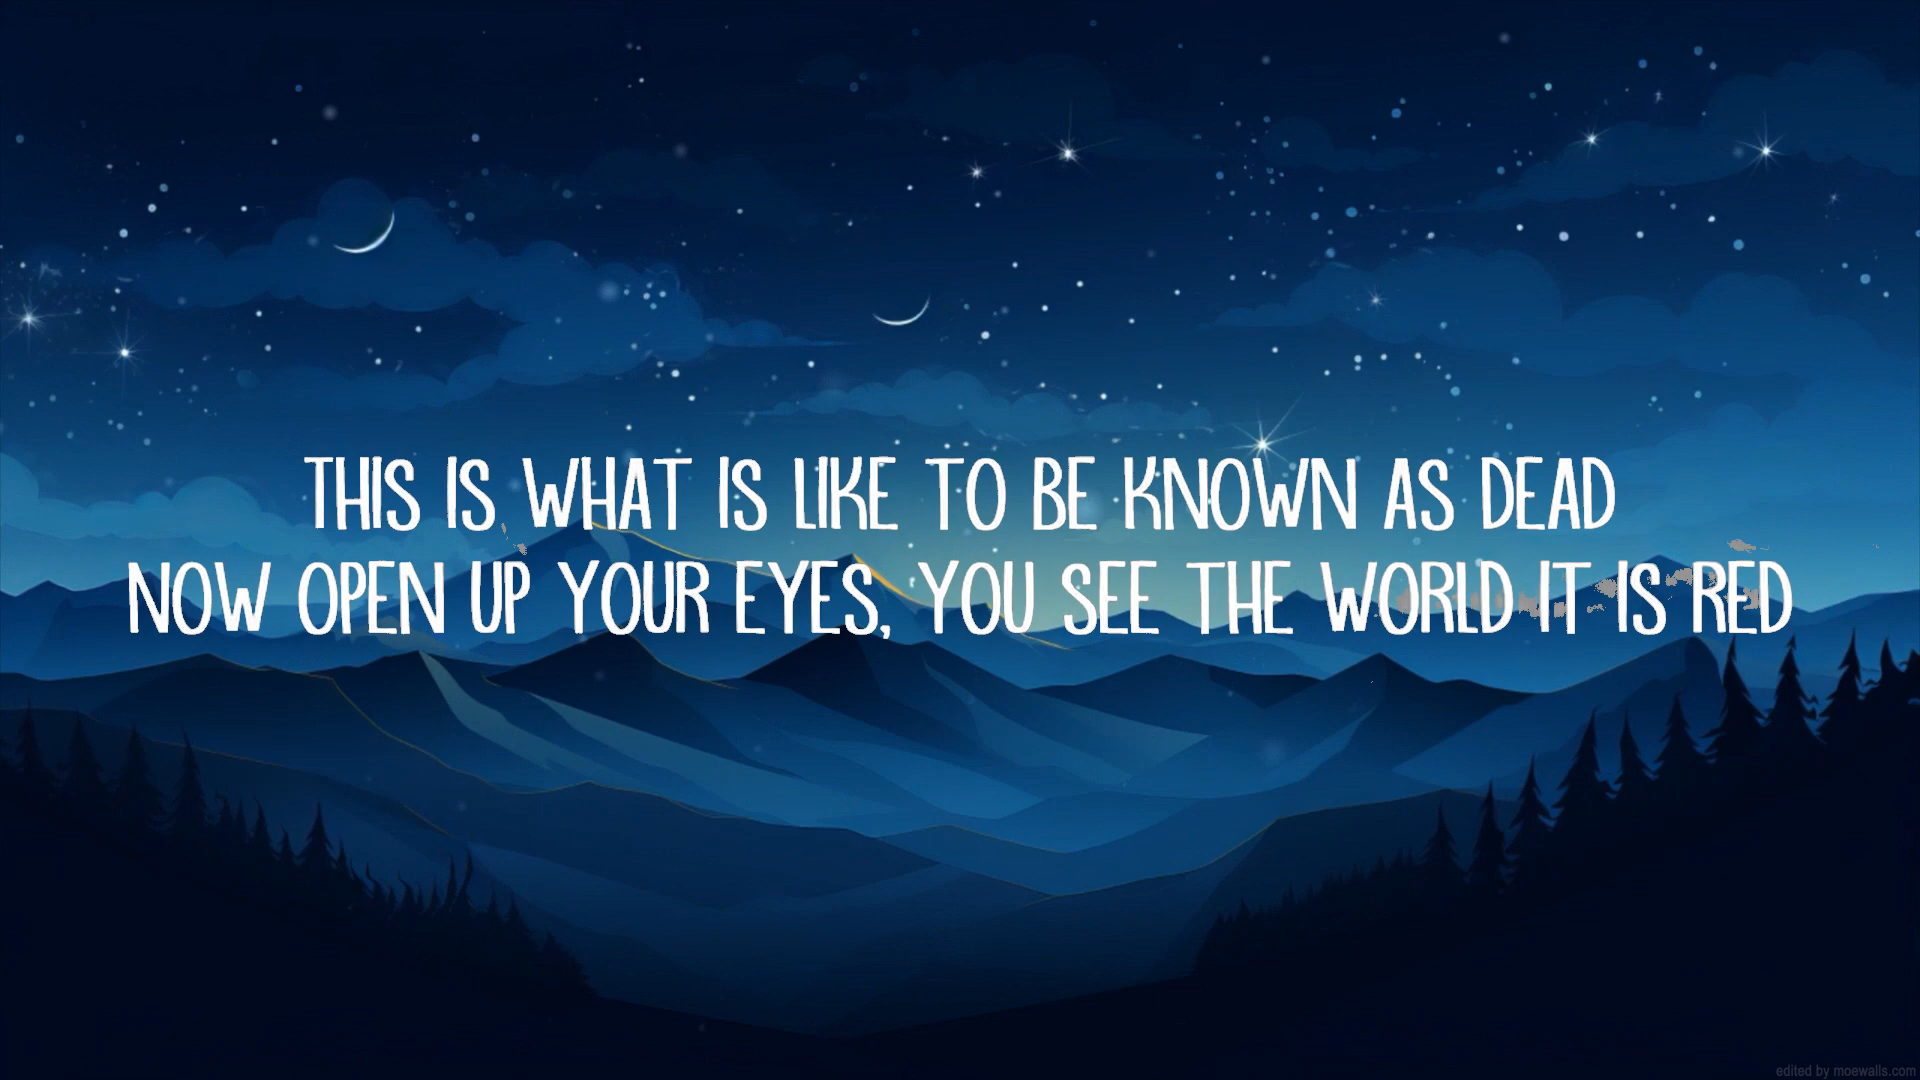 THIS IS WHAT IS LIKE TO BE KNOWN AS DEAD
NOW OPEN UP YOUR EYES, YOU SEE THE WORLD IT IS RED
edited by moewalls.com